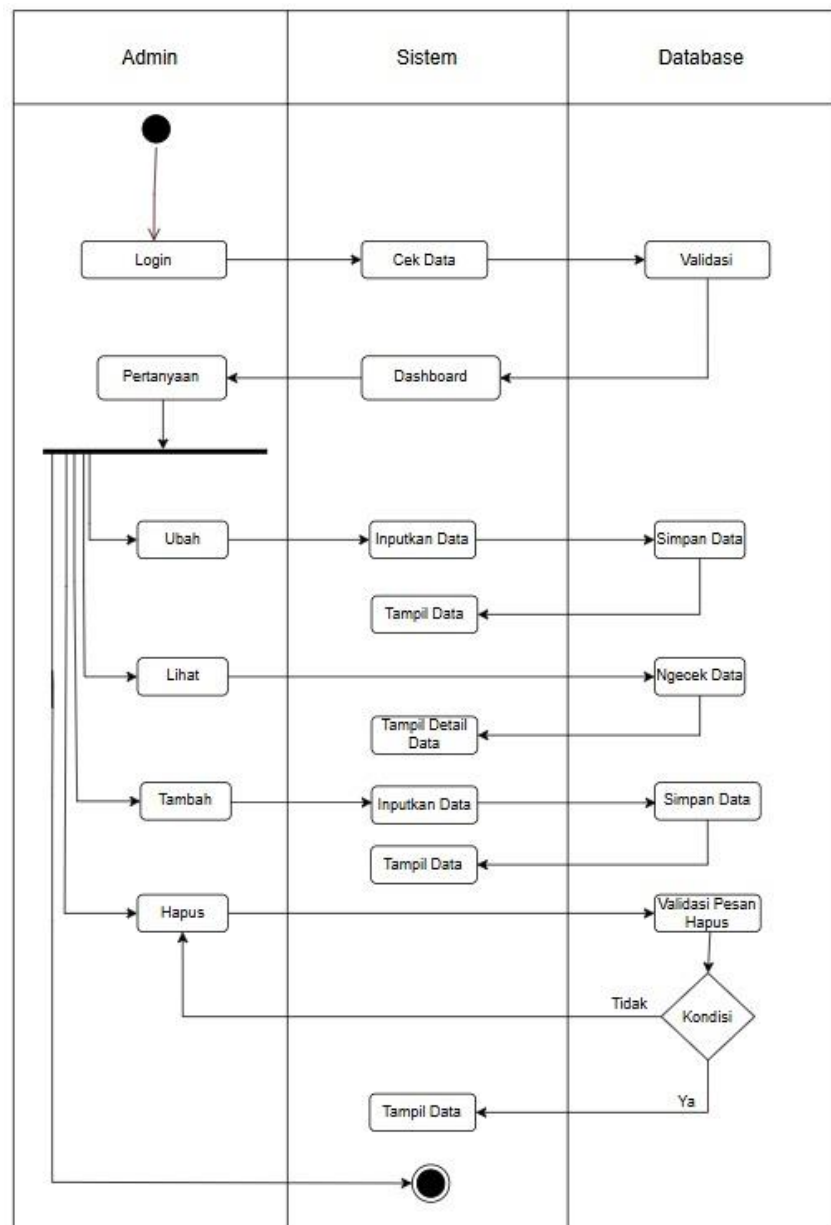 Admin
Sistem
Database
Login
Cek Data
Validasi
Pertanyaan
Dashboard
Ubah
Inputkan Data
Simpan Data
Tampil Data
Lihat
Ngecek Data
Tampil Detail
Data
Tambah
Inputkan Data
Simpan Data
Tampil Data
Hapus
Validasi Pesan
Hapus
Tidak
Kondisi
Ya
Tampil Data